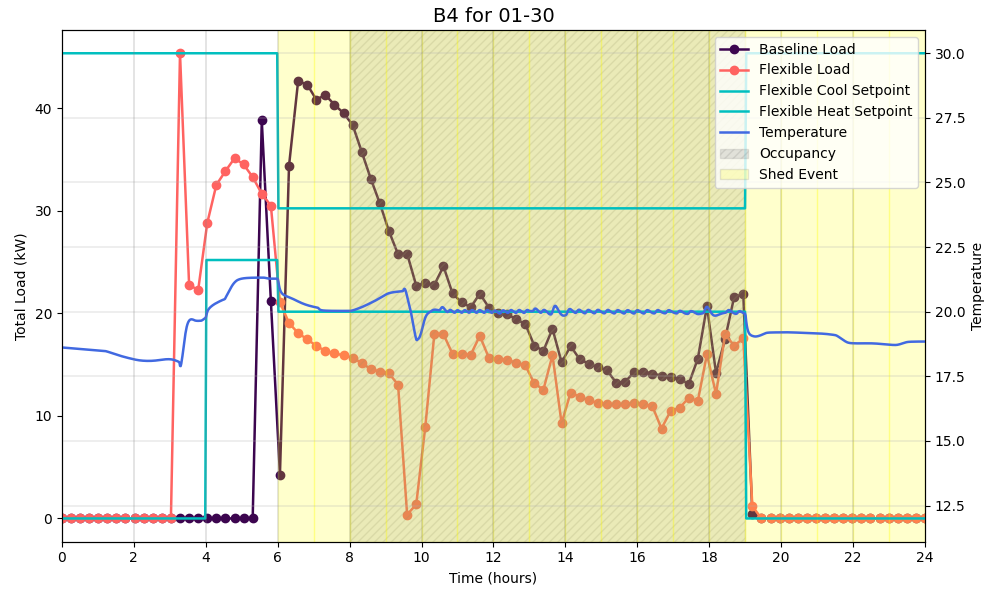 B4 for 01-30
Baseline Load
Flexible Load
Flexible Cool Setpoint
Flexible Heat Setpoint
Temperature
Occupancy
Shed Event
Total Load (kW)
40
30
20
10
0
30.0
27.5
25.0
22.5
20.0
17.5
15.0
12.5
Temperature
0 2 4 6 8 10 12 14 16 18 20 22 24
Time (hours)